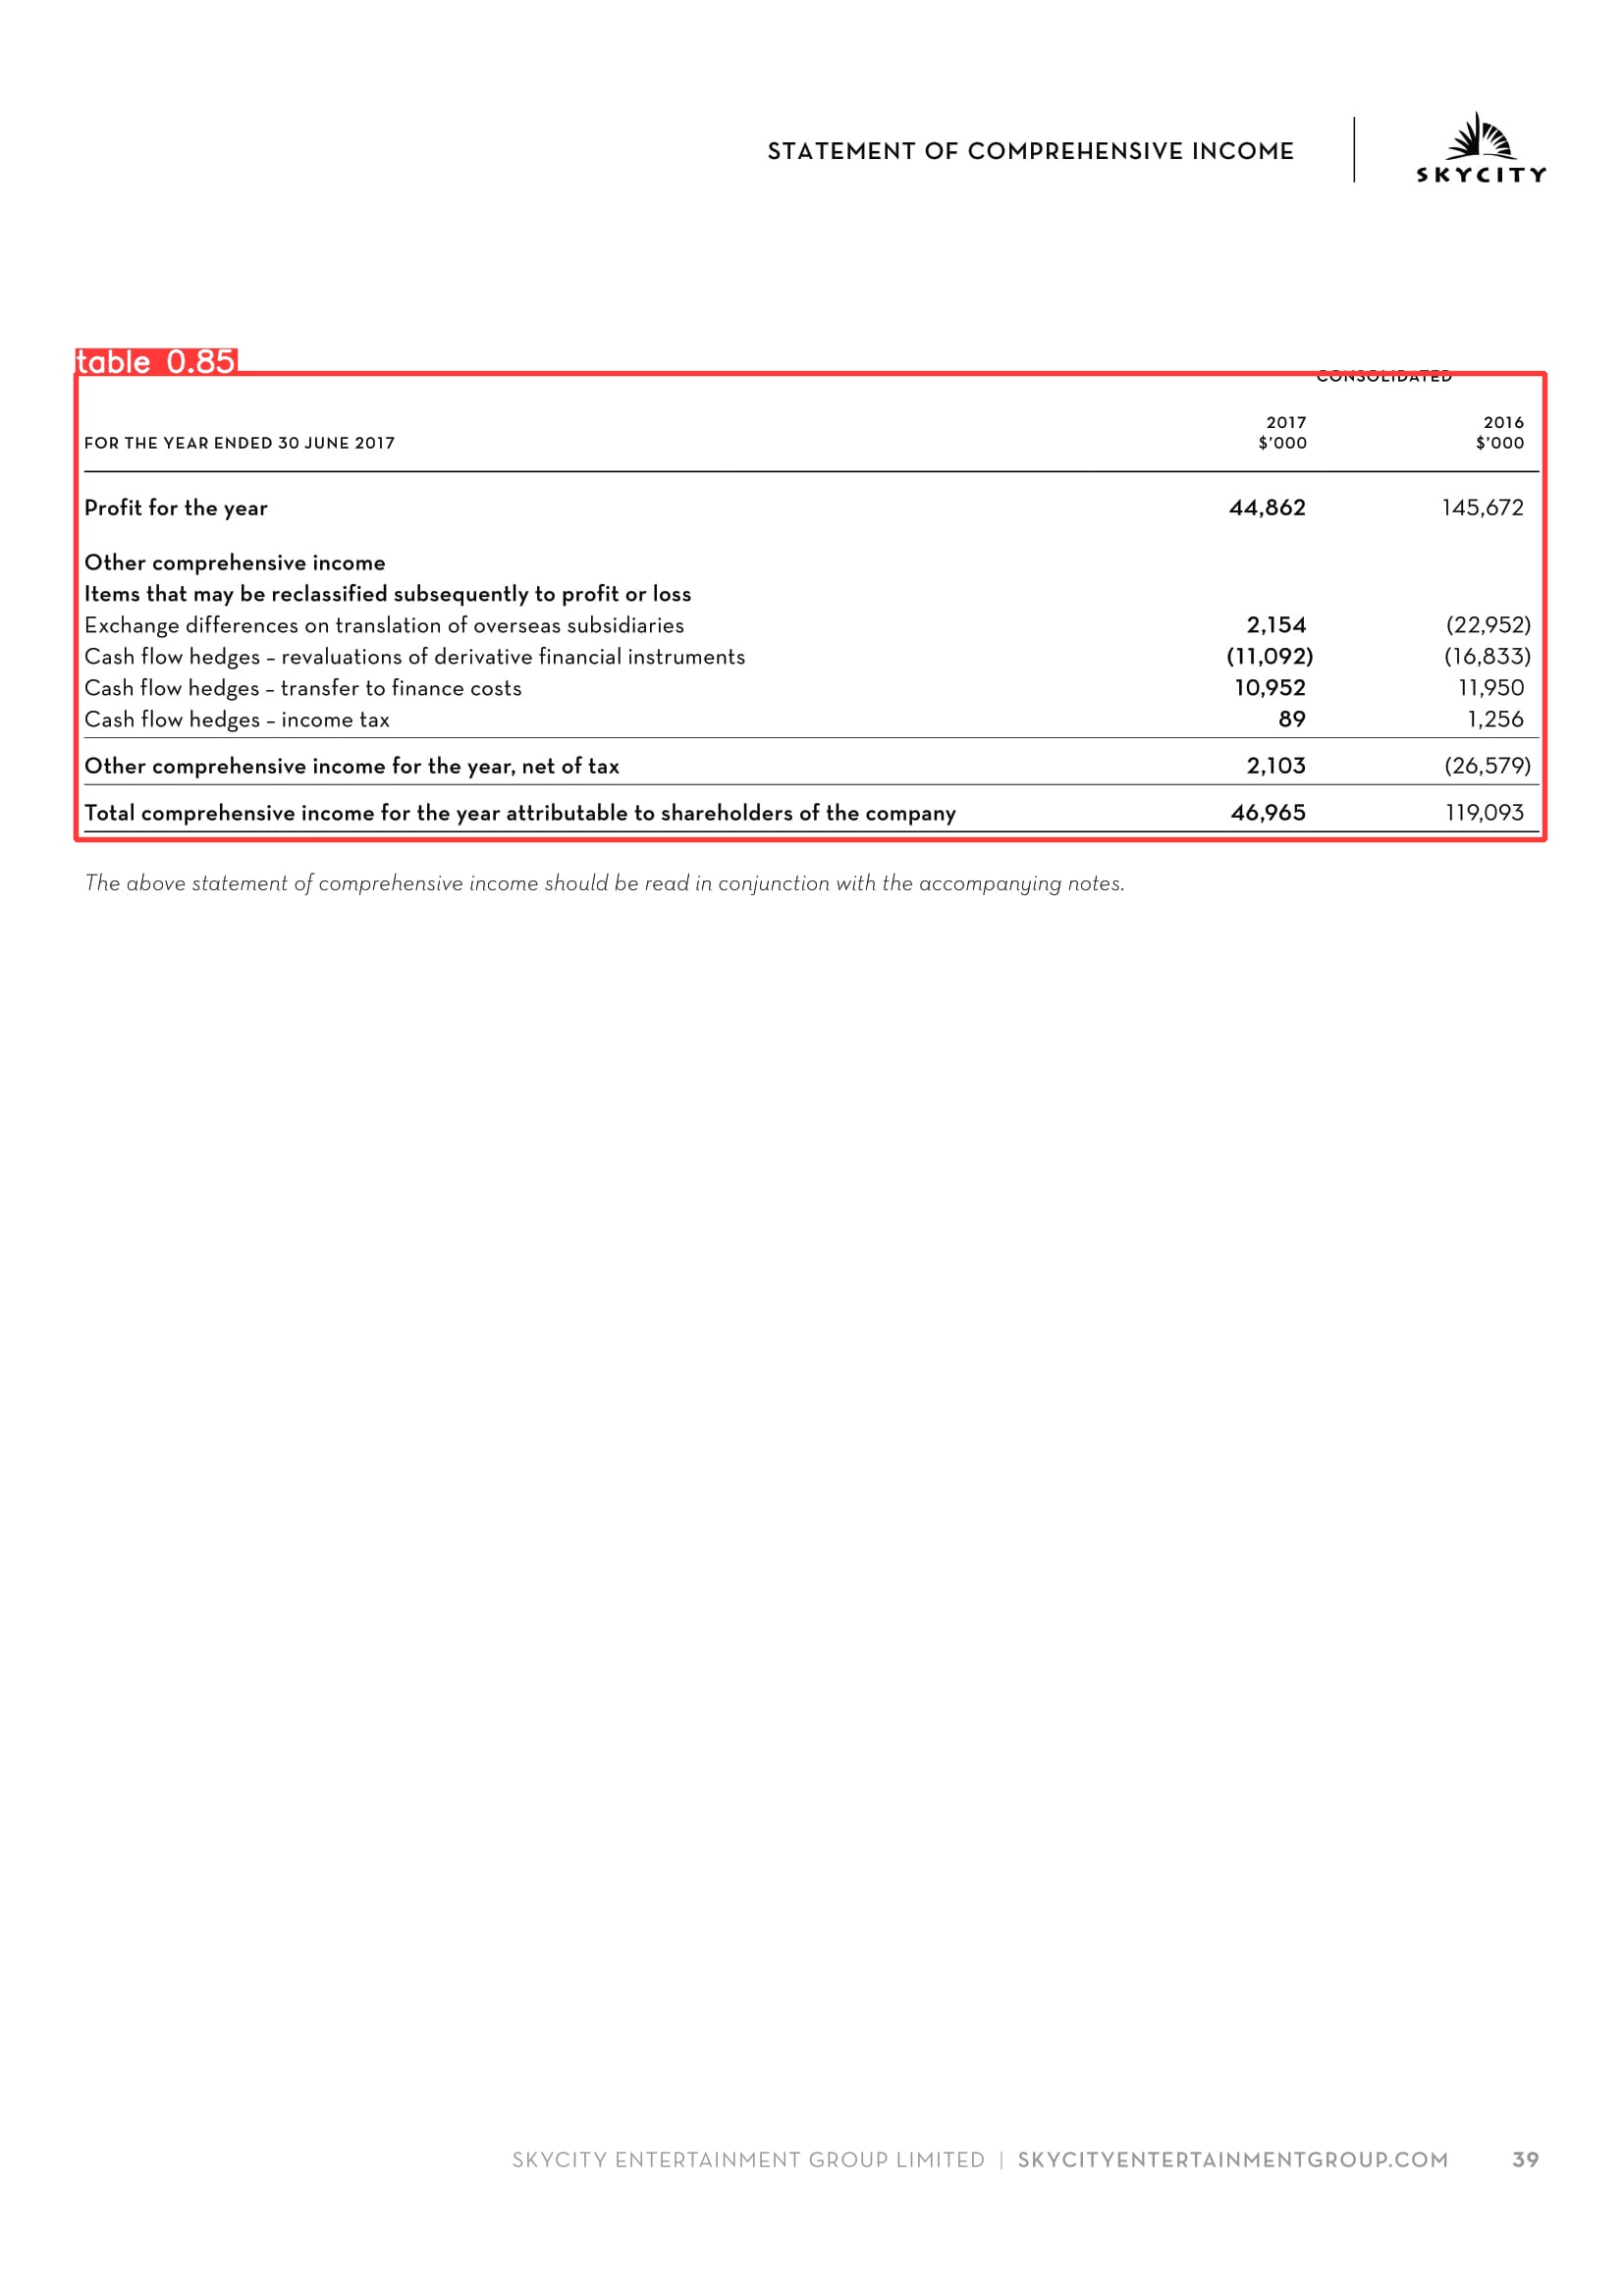 STATEMENT OF COMPREHENSIVE INCOME
SKYCITY
table 0.85
CONSOLIDATED
2017 2016
FOR THE YEAR ENDED 30 JUNE 2017 $'000 $'000
Profit for the year 44,862 145,672
Other comprehensive income
Items that may be reclassified subsequently to profit or loss
Exchange differences on translation of overseas subsidiaries 2,154 (22,952)
Cash flow hedges – revaluations of derivative financial instruments (11,092) (16,833)
Cash flow hedges – transfer to finance costs 10,952 11,950
Cash flow hedges – income tax 89 1,256
Other comprehensive income for the year, net of tax 2,103 (26,579)
Total comprehensive income for the year attributable to shareholders of the company 46,965 119,093
The above statement of comprehensive income should be read in conjunction with the accompanying notes.
SKYCITY ENTERTAINMENT GROUP LIMITED | SKYCITYENTERTAINMENTGROUP.COM 39